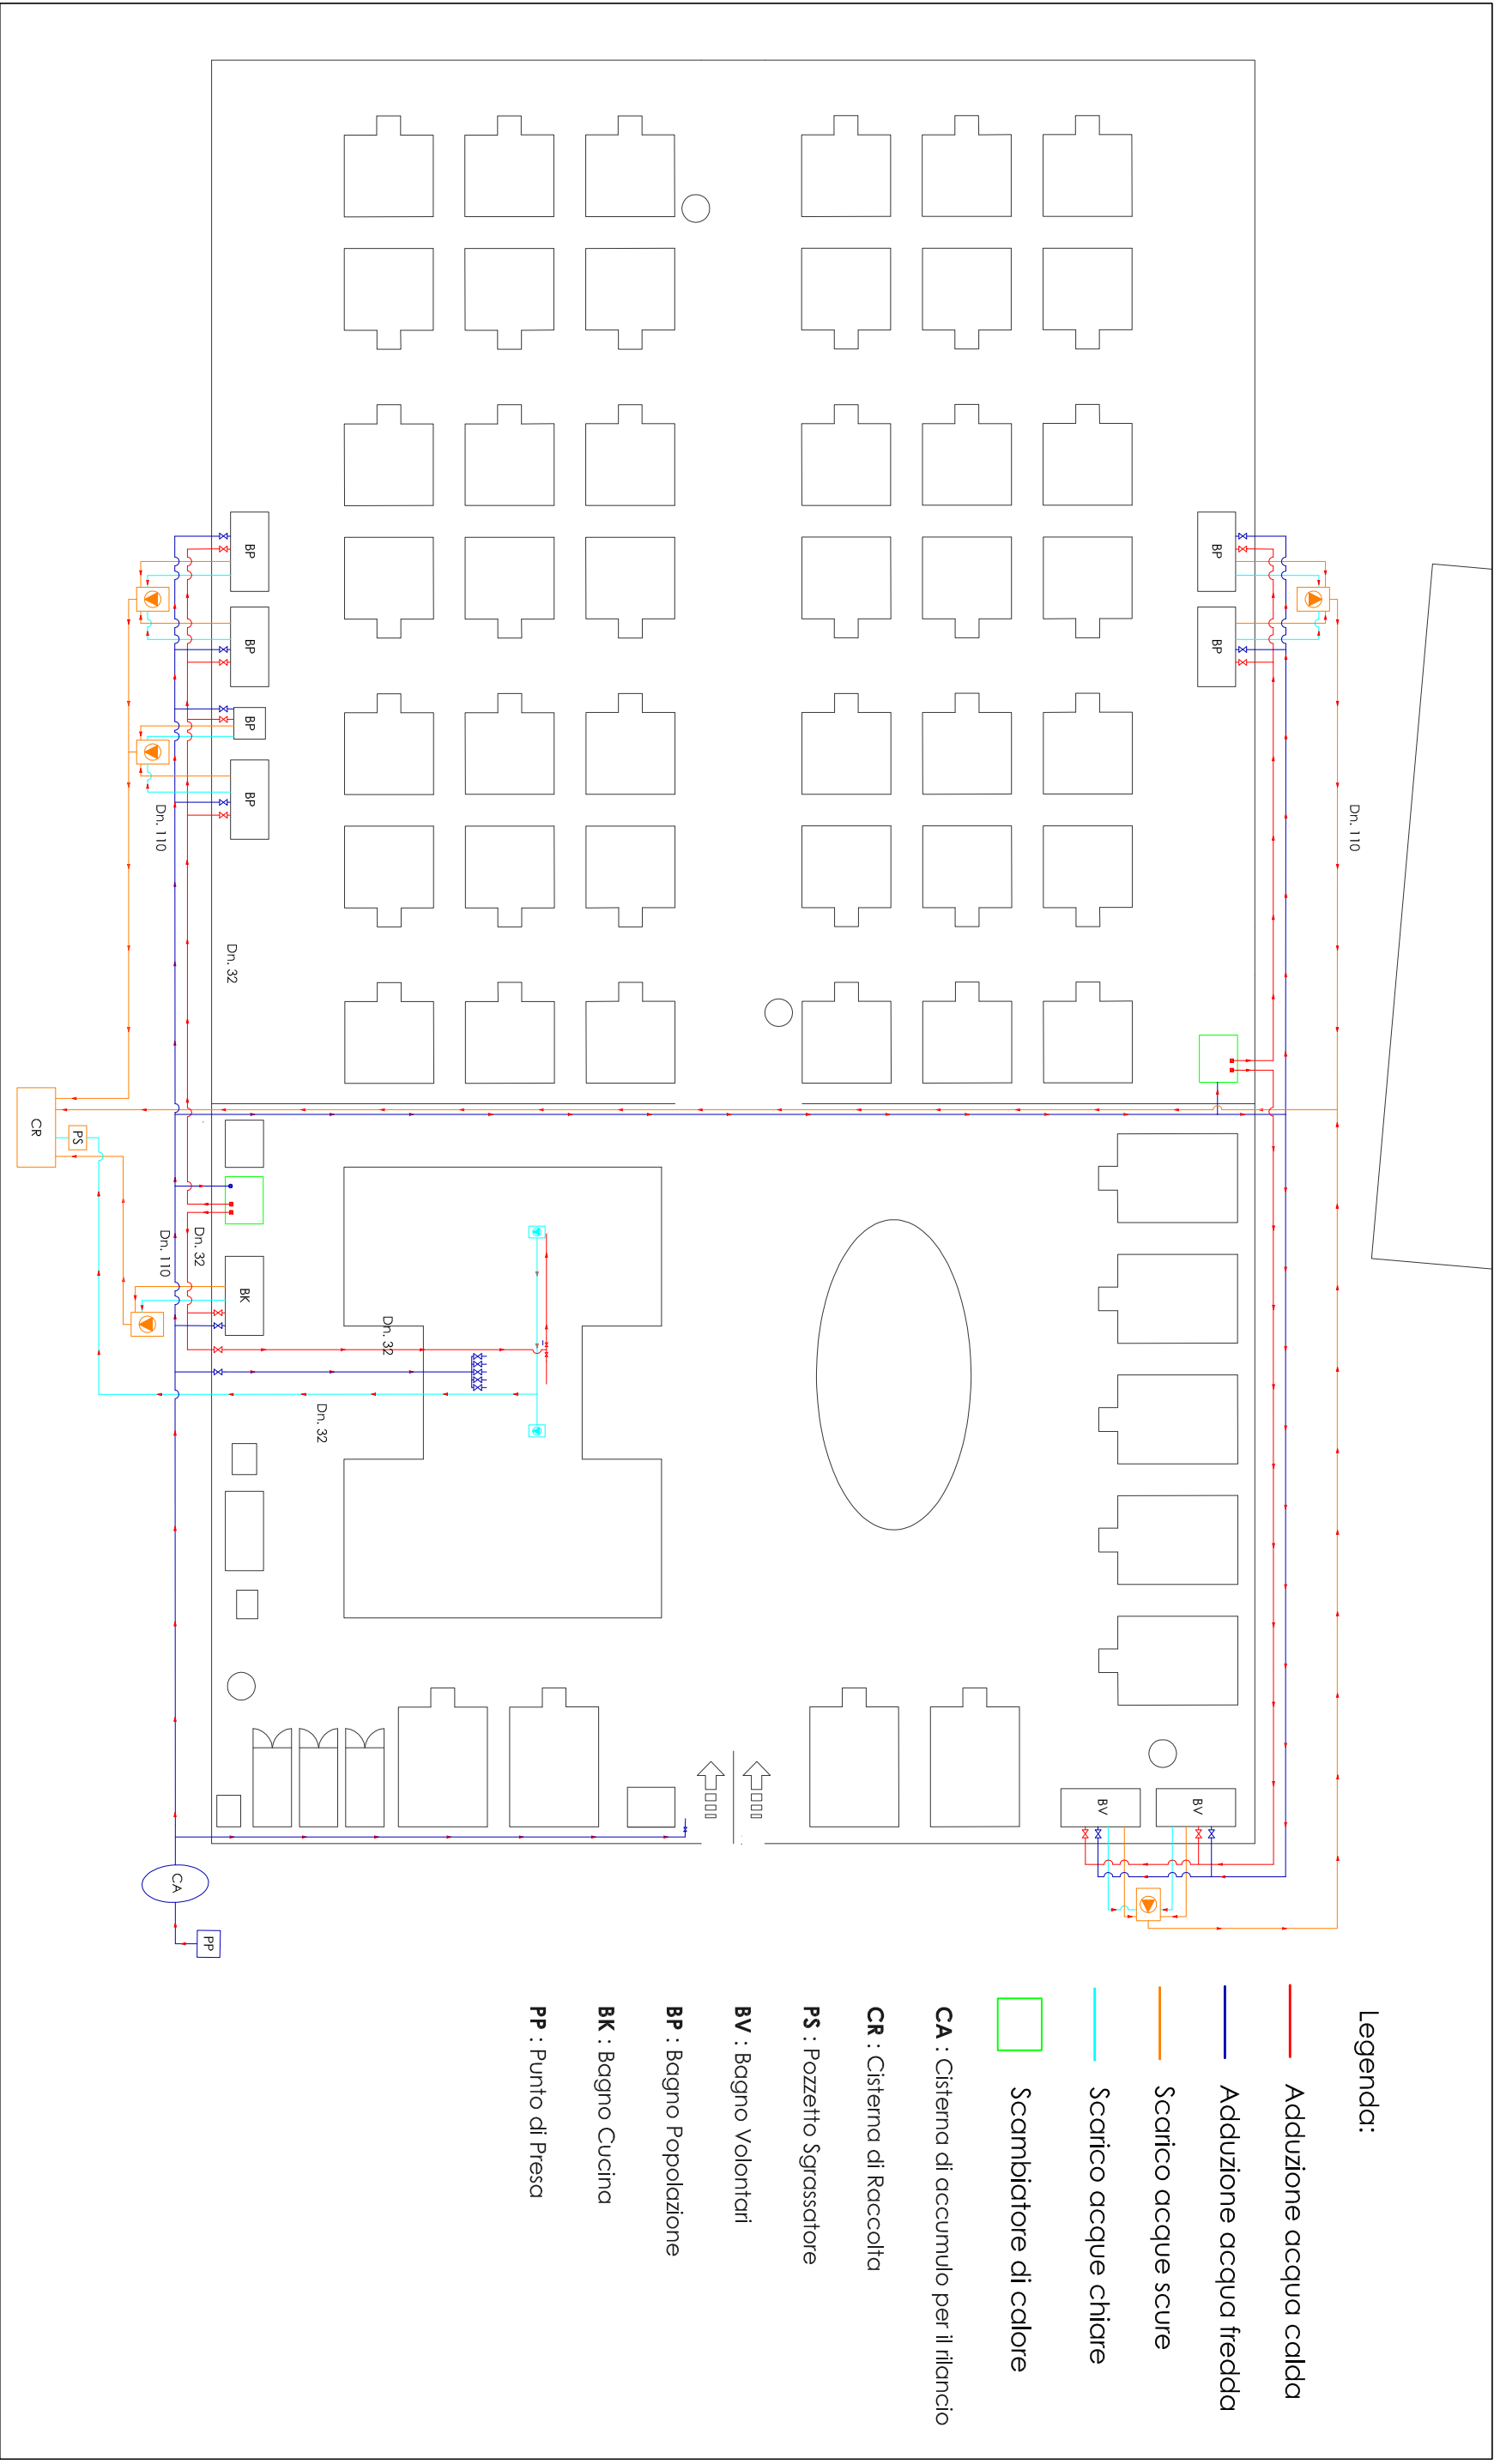 Legenda:
Adduzione acqua calda
Adduzione acqua fredda
Scarico acque scure
Scarico acque chiare
Scambiatore di calore
CA : Cisterna di accumulo per il rilancio
CR : Cisterna di Raccolta
PS : Pozzetto Sgrassatore
BV : Bagno Volontari
BP : Bagno Popolazione
BK : Bagno Cucina
PP : Punto di Presa
Dn. 110
BP
BP
BV
BV
Dn. 32
Dn. 32
BP
BP
BP
BP
Dn. 32
BK
Dn. 32
Dn. 110
Dn. 110
PP
CA
PS
CR